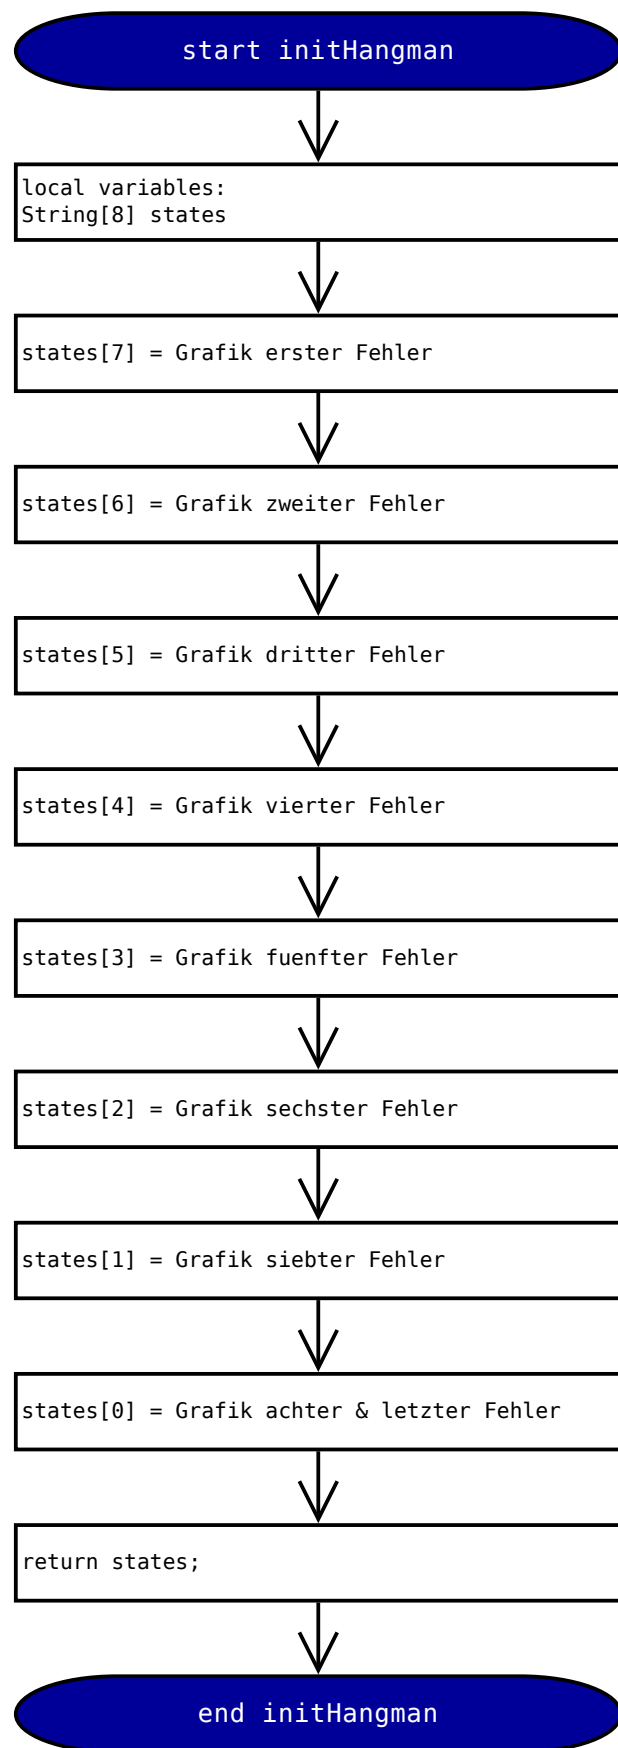 start initHangman
local variables:
String[8] states
states[7] = Grafik erster Fehler
states[6] = Grafik zweiter Fehler
states[5] = Grafik dritter Fehler
states[4] = Grafik vierter Fehler
states[3] = Grafik fuenfter Fehler
states[2] = Grafik sechster Fehler
states[1] = Grafik siebter Fehler
states[0] = Grafik achter & letzter Fehler
return states;
end initHangman